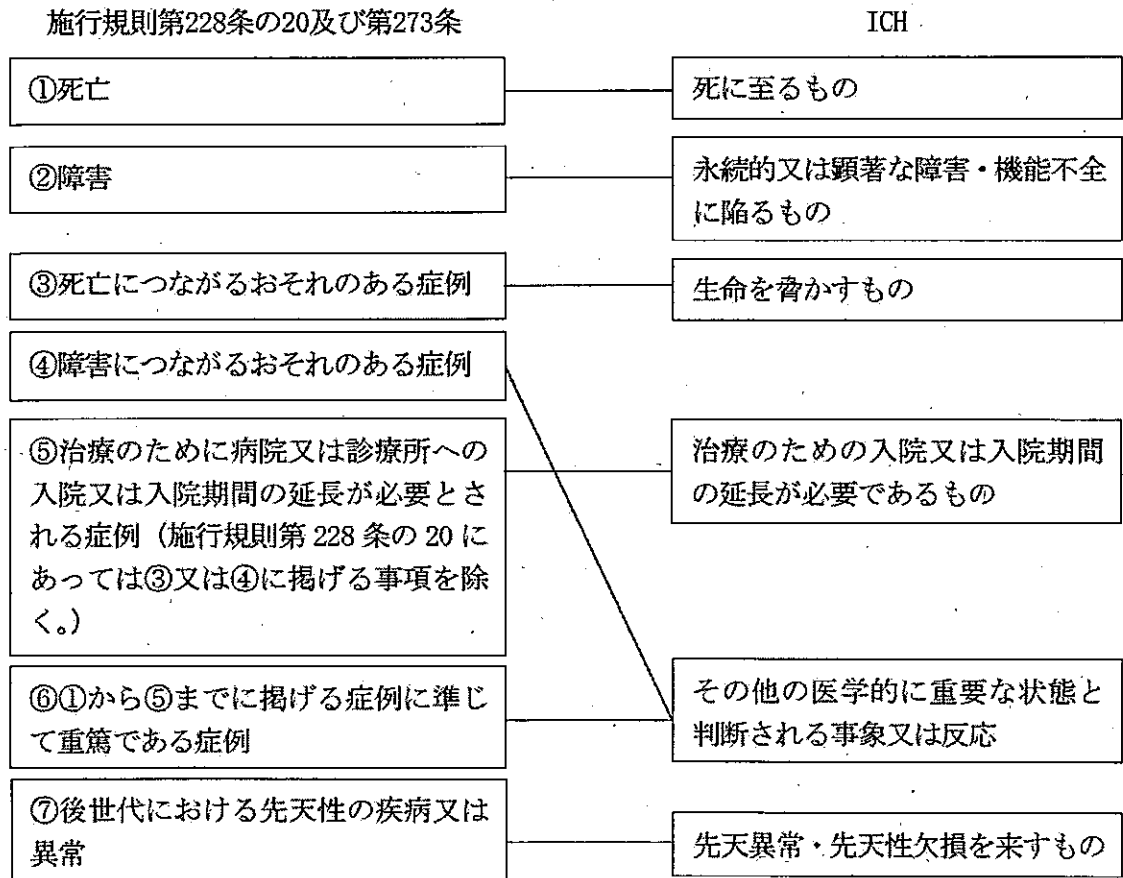 施行規則第228条の20及び第273条
ICH
①死亡
死に至るもの
②障害
永続的又は顕著な障害・機能不全
に陥るもの
③死亡につながるおそれのある症例
生命を脅かすもの
④障害につながるおそれのある症例
⑤治療のために病院又は診療所への
入院又は入院期間の延長が必要とさ
れる症例（施行規則第 228 条の 20 に
あっては③又は④に掲げる事項を除
く。）
治療のための入院又は入院期間
の延長が必要であるもの
⑥①から⑤までに掲げる症例に準じ
て重篤である症例
その他の医学的に重要な状態と
判断される事象又は反応
⑦後世代における先天性の疾病又は
異常
先天異常・先天性欠損を来すもの